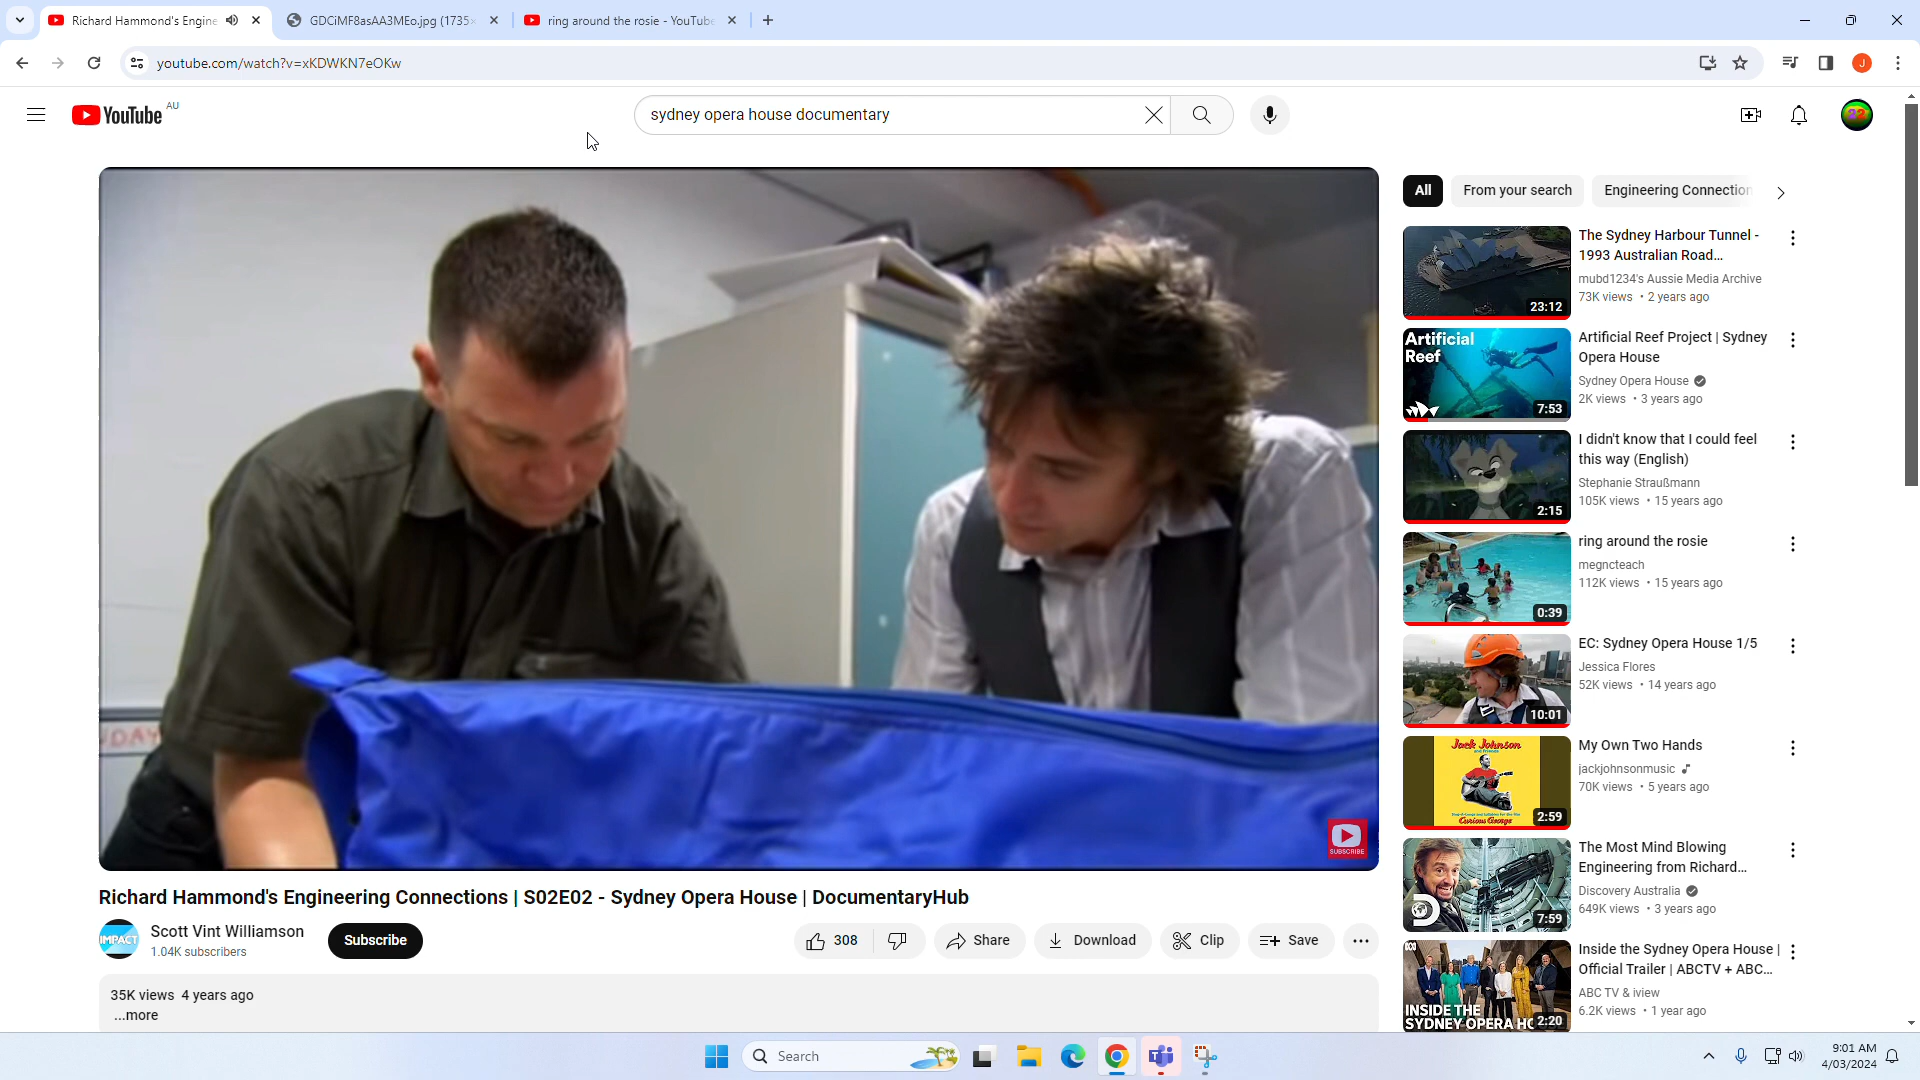 Richard Hammond's Engine
GDCiMF8asAA3MEo.jpg (1735×
ring around the rosie - YouTube
youtube.com/watch?v=xKDWKN7eOKw
J
YouTube AU
sydney opera house documentary
22
SUBSCRIBE
Richard Hammond's Engineering Connections | S02E02 - Sydney Opera House | DocumentaryHub
IMPACT
Scott Vint Williamson
1.04K subscribers
Subscribe
308
Share
Download
Clip
Save
35K views 4 years ago
...more
All
From your search
Engineering Connection
23:12
The Sydney Harbour Tunnel -
1993 Australian Road...
mubd1234's Aussie Media Archive
73K views • 2 years ago
Artificial
Reef
7:53
Artificial Reef Project | Sydney
Opera House
Sydney Opera House
2K views • 3 years ago
2:15
I didn't know that I could feel
this way (English)
Stephanie Straußmann
105K views • 15 years ago
0:39
ring around the rosie
megncteach
112K views • 15 years ago
10:01
EC: Sydney Opera House 1/5
Jessica Flores
52K views • 14 years ago
Jack Johnson
Curious George
2:59
My Own Two Hands
jackjohnsonmusic
70K views • 5 years ago
7:59
The Most Mind Blowing
Engineering from Richard...
Discovery Australia
649K views • 3 years ago
INSIDE THE
SYDNEY OPERA HO
2:20
Inside the Sydney Opera House |
Official Trailer | ABCTV + ABC...
ABC TV & iview
6.2K views • 1 year ago
Search
9:01 AM
4/03/2024